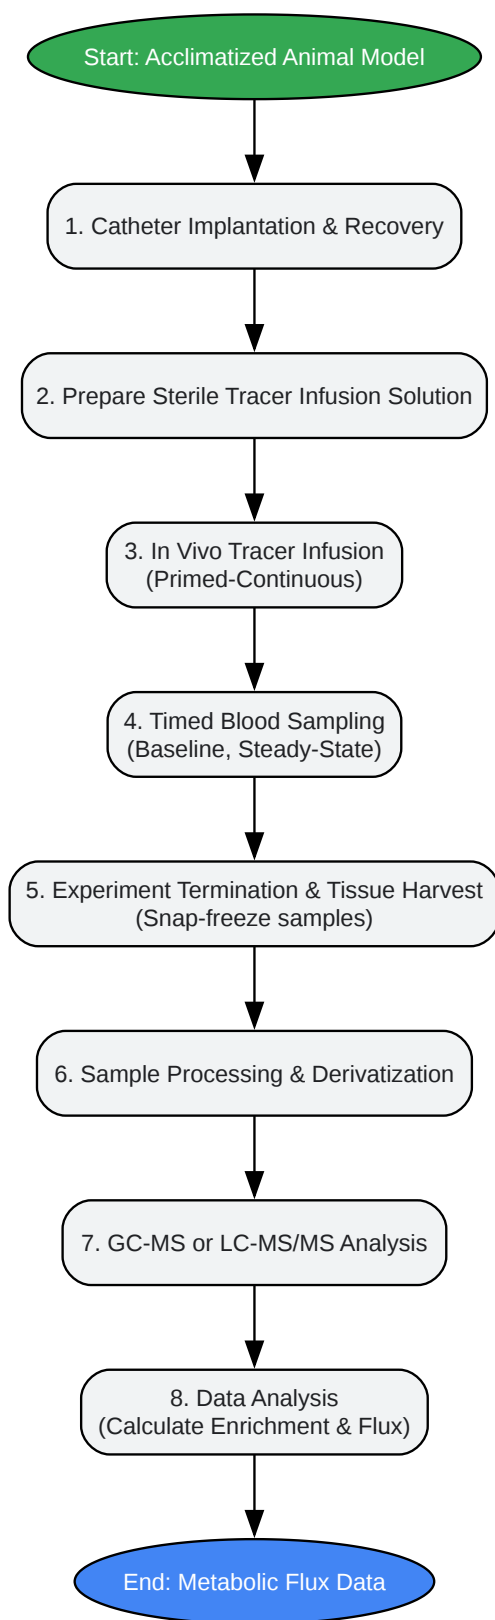 Start: Acclimatized Animal Model
1. Catheter Implantation & Recovery
2. Prepare Sterile Tracer Infusion Solution
3. In Vivo Tracer Infusion
(Primed-Continuous)
4. Timed Blood Sampling
(Baseline, Steady-State)
5. Experiment Termination & Tissue Harvest
(Snap-freeze samples)
6. Sample Processing & Derivatization
7. GC-MS or LC-MS/MS Analysis
8. Data Analysis
(Calculate Enrichment & Flux)
End: Metabolic Flux Data